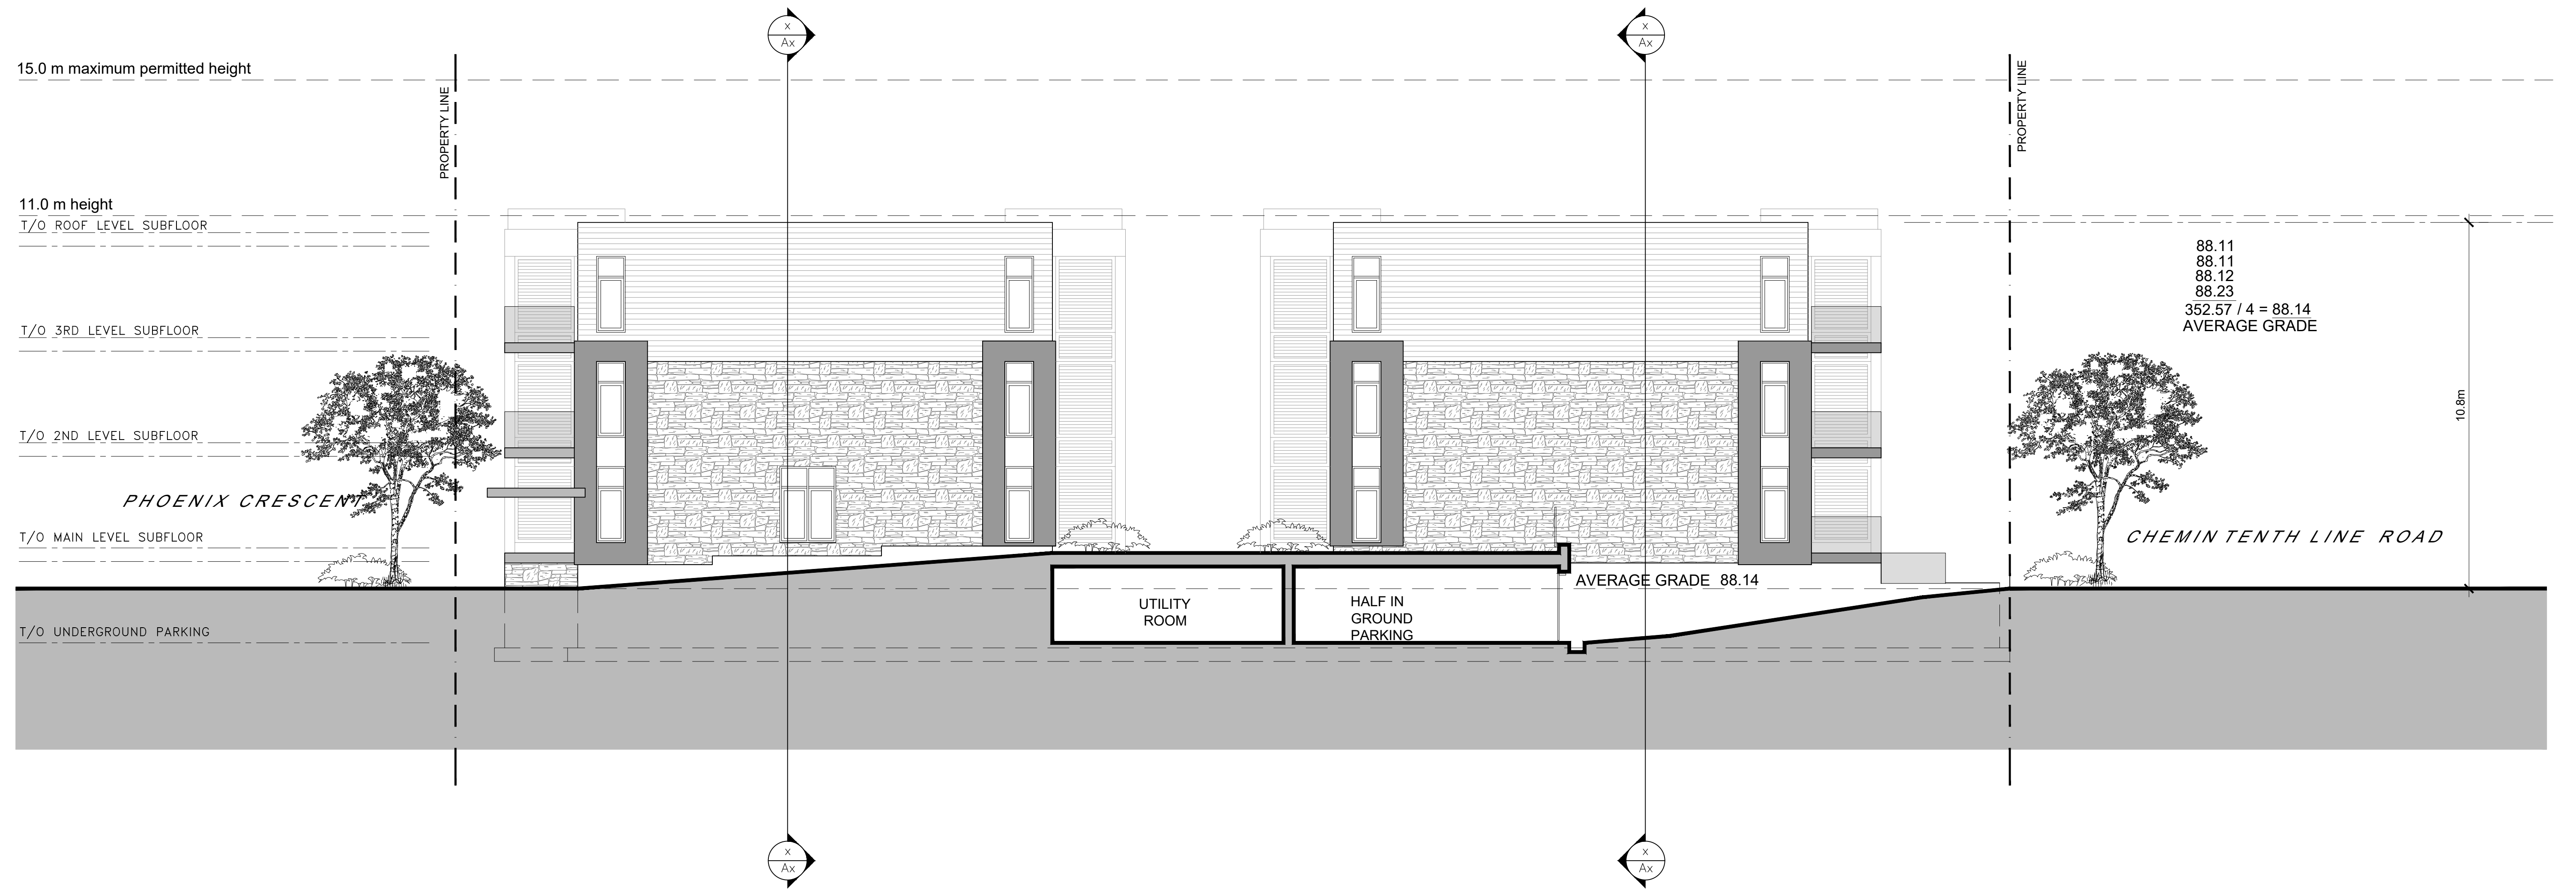 x
Ax
x
Ax
15.0 m maximum permitted height
PROPERTY LINE
PROPERTY LINE
11.0 m height
T/O ROOF LEVEL SUBFLOOR
88.11
88.11
88.12
88.23
352.57 / 4 = 88.14
AVERAGE GRADE
T/O 3RD LEVEL SUBFLOOR
10.8m
T/O 2ND LEVEL SUBFLOOR
PHOENIX CRESCENT
T/O MAIN LEVEL SUBFLOOR
CHEMIN TENTH LINE ROAD
AVERAGE GRADE 88.14
UTILITY
ROOM
HALF IN
GROUND
PARKING
T/O UNDERGROUND PARKING
x
Ax
x
Ax